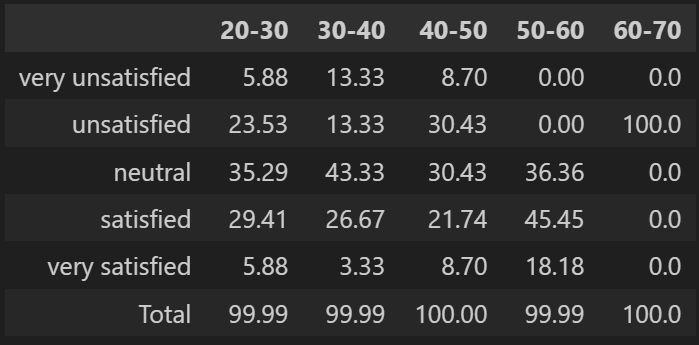 20-30 30-40 40-50 50-60 60-70
very unsatisfied 5.88 13.33 8.70 0.00 0.0
unsatisfied 23.53 13.33 30.43 0.00 100.0
neutral 35.29 43.33 30.43 36.36 0.0
satisfied 29.41 26.67 21.74 45.45 0.0
very satisfied 5.88 3.33 8.70 18.18 0.0
Total 99.99 99.99 100.00 99.99 100.0